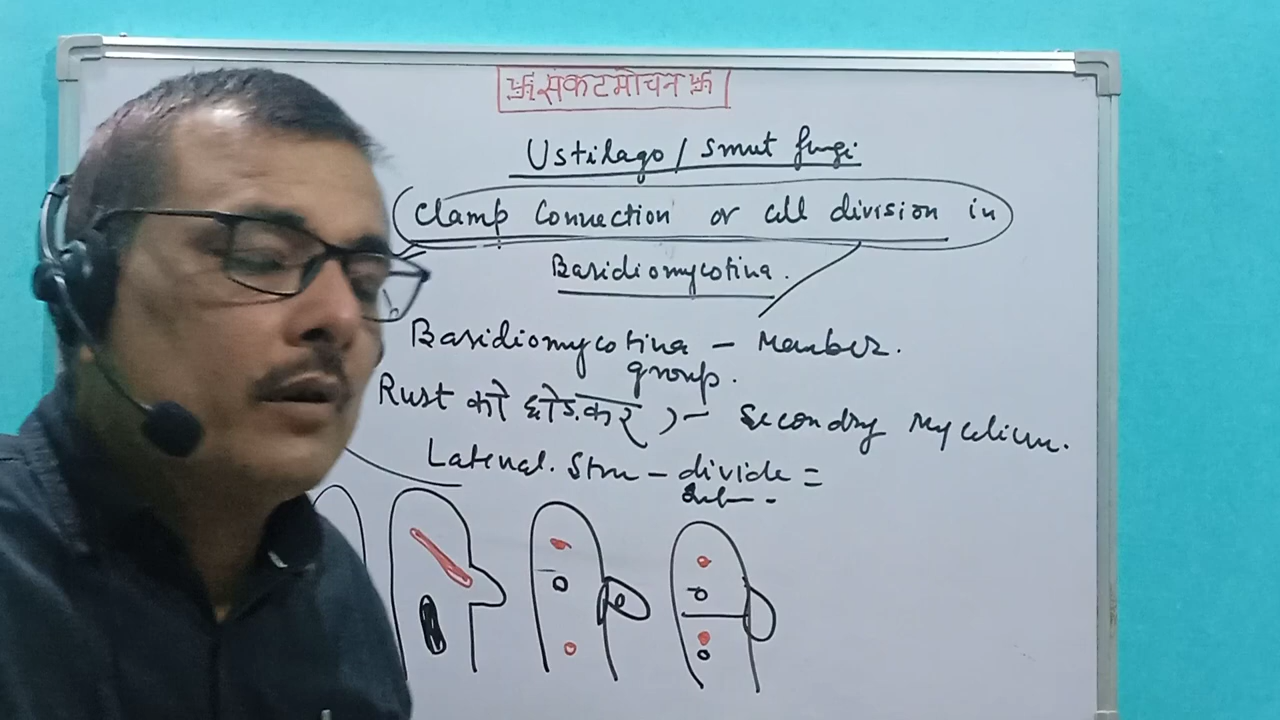 卐संकटमोचन卐
Ustilago / Smut fungi
Clamp Connection or Cell division in
Basidiomycotina.
Basidiomycotina - Member.
group.
Rust को छोड़कर :- Secondry Mycelium.
Lateral. Stru - divide =